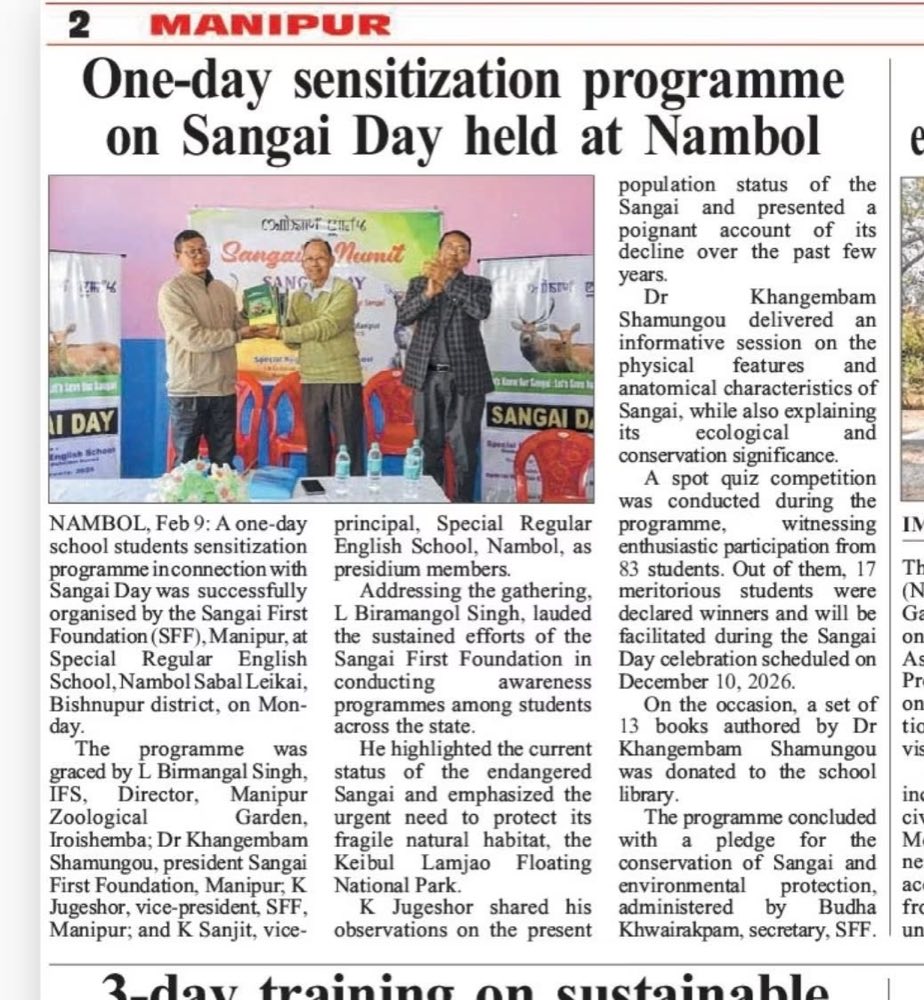 2 MANIPUR
One-day sensitization programme
on Sangai Day held at Nambol
Numit
I DAY
English School
SANGAI D
NAMBOL, Feb 9: A one-day
school students sensitization
programme in connection with
Sangai Day was successfully
organised by the Sangai First
Foundation (SFF), Manipur, at
Special Regular English
School, Nambol Sabal Leikai,
Bishnupur district, on Mon-
day.
The programme was
graced by L Birmangal Singh,
IFS, Director, Manipur
Zoological Garden,
Iroishemba; Dr Khangembam
Shamungou, president Sangai
First Foundation, Manipur; K
Jugeshor, vice-president, SFF,
Manipur; and K Sanjit, vice-
principal, Special Regular
English School, Nambol, as
presidium members.
Addressing the gathering,
L Biramangol Singh, lauded
the sustained efforts of the
Sangai First Foundation in
conducting awareness
programmes among students
across the state.
He highlighted the current
status of the endangered
Sangai and emphasized the
urgent need to protect its
fragile natural habitat, the
Keibul Lamjao Floating
National Park.
K Jugeshor shared his
observations on the present
population status of the
Sangai and presented a
poignant account of its
decline over the past few
years.
Dr Khangembam
Shamungou delivered an
informative session on the
physical features and
anatomical characteristics of
Sangai, while also explaining
its ecological and
conservation significance.
A spot quiz competition
was conducted during the
programme, witnessing
enthusiastic participation from
83 students. Out of them, 17
meritorious students were
declared winners and will be
facilitated during the Sangai
Day celebration scheduled on
December 10, 2026.
On the occasion, a set of
13 books authored by Dr
Khangembam Shamungou
was donated to the school
library.
The programme concluded
with a pledge for the
conservation of Sangai and
environmental protection,
administered by Budha
Khwairakpam, secretary, SFF.
3-day training on sustainable